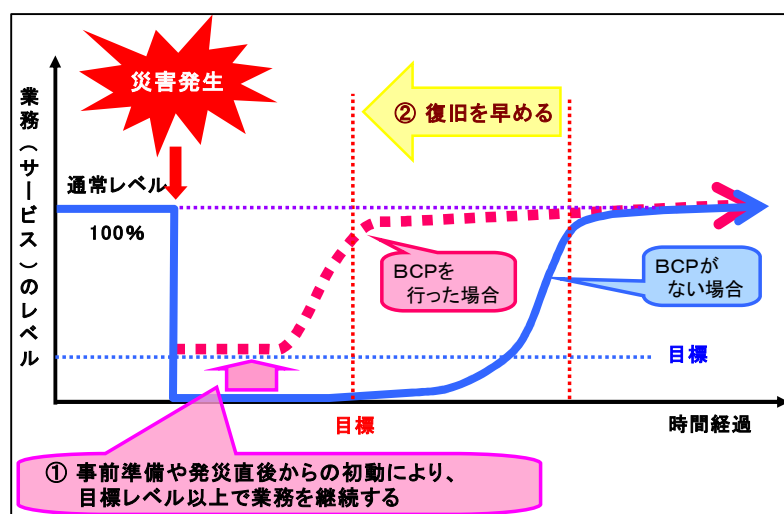 災害発生
② 復旧を早める
業務（サービス）のレベル
通常レベル
100%
BCPを
行った場合
BCPが
ない場合
目標
目標
時間経過
① 事前準備や発災直後からの初動により、
目標レベル以上で業務を継続する